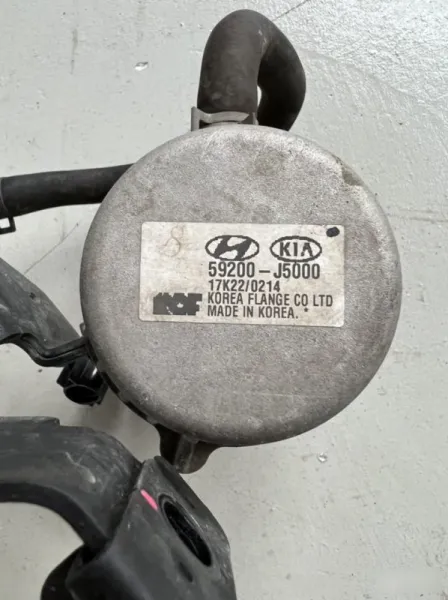 KIA
59200-J5000
17K22/0214
KOREA FLANGE CO LTD
MADE IN KOREA. *